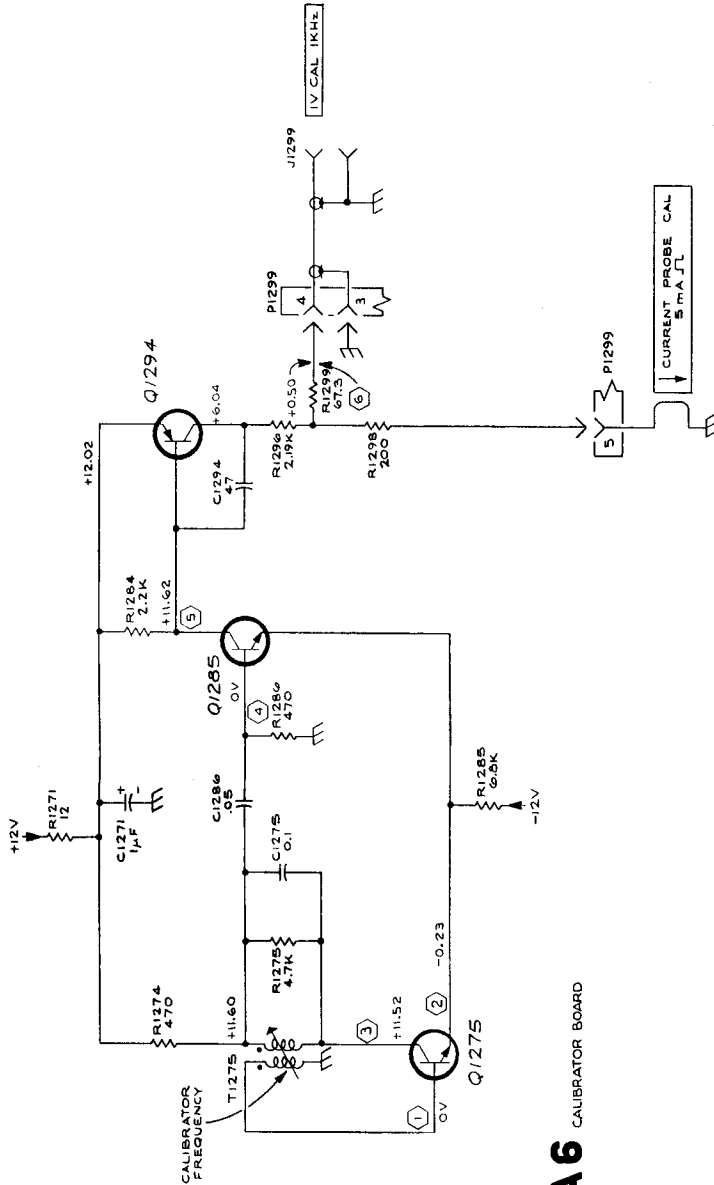 +12V
R1271
12
C1271
1µF
+
-
R1274
470
CALIBRATOR
FREQUENCY
T1275
+11.60
R1275
4.7K
C1275
0.1
C1286
.05
3
+11.52
1
0V
2
-0.23
Q1275
R1285
6.8K
-12V
R1286
470
4
0V
Q1285
5
+11.62
R1284
2.2K
+12.02
Q1294
C1294
47
+6.04
R1296
2.19K
+0.50
R1299
67.3
6
R1298
200
P1299
4
3
J1299
1V CAL 1KHz
5
P1299
CURRENT PROBE CAL
5 mA
A6 CALIBRATOR BOARD